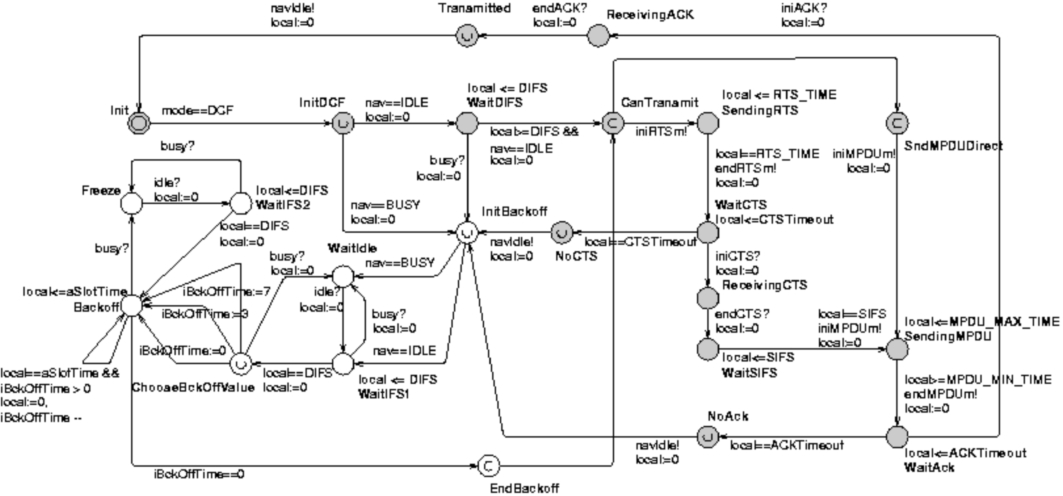 navIdle!
local:=0
Tranamitted
endACK?
local:=0
ReceivingACK
iniACK?
local:=0
Init
mode==DCF
InitDCF
nav==IDLE
local:=0
local <= DIFS
WaitDIFS
CanTranamit
local <= RTS_TIME
SendingRTS
local>=DIFS &&
nav==IDLE
local:=0
iniRTSm!
SndMPDUDirect
busy?
idle?
local:=0
Freeze
local<=DIFS
WaitIFS2
busy?
local:=0
local==RTS_TIME
endRTSm!
local:=0
iniMPDUm!
local:=0
nav==BUSY
local:=0
InitBackoff
WaitCTS
local<=CTSTimeout
local==DIFS
local:=0
busy?
busy?
local:=0
WaitIdle
nav==BUSY
navIdle!
local:=0
NoCTS
local==CTSTimeout
iniCTS?
local:=0
ReceivingCTS
local<=aSlotTime
Backoff
iBckOffTime:=7
iBckOffTime:=3
idle?
local:=0
busy?
local:=0
endCTS?
local:=0
local==SIFS
iniMPDUm!
local:=0
local<=MPDU_MAX_TIME
SendingMPDU
iBckOffTime:=0
nav==IDLE
local<=SIFS
WaitSIFS
local==aSlotTime &&
iBckOffTime > 0
local:=0,
iBckOffTime --
ChooaeBckOffValue
local==DIFS
local:=0
local <= DIFS
WaitIFS1
local>=MPDU_MIN_TIME
endMPDUm!
local:=0
NoAck
navIdle!
local:=0
local==ACKTimeout
local<=ACKTimeout
WaitAck
iBckOffTime==0
EndBackoff